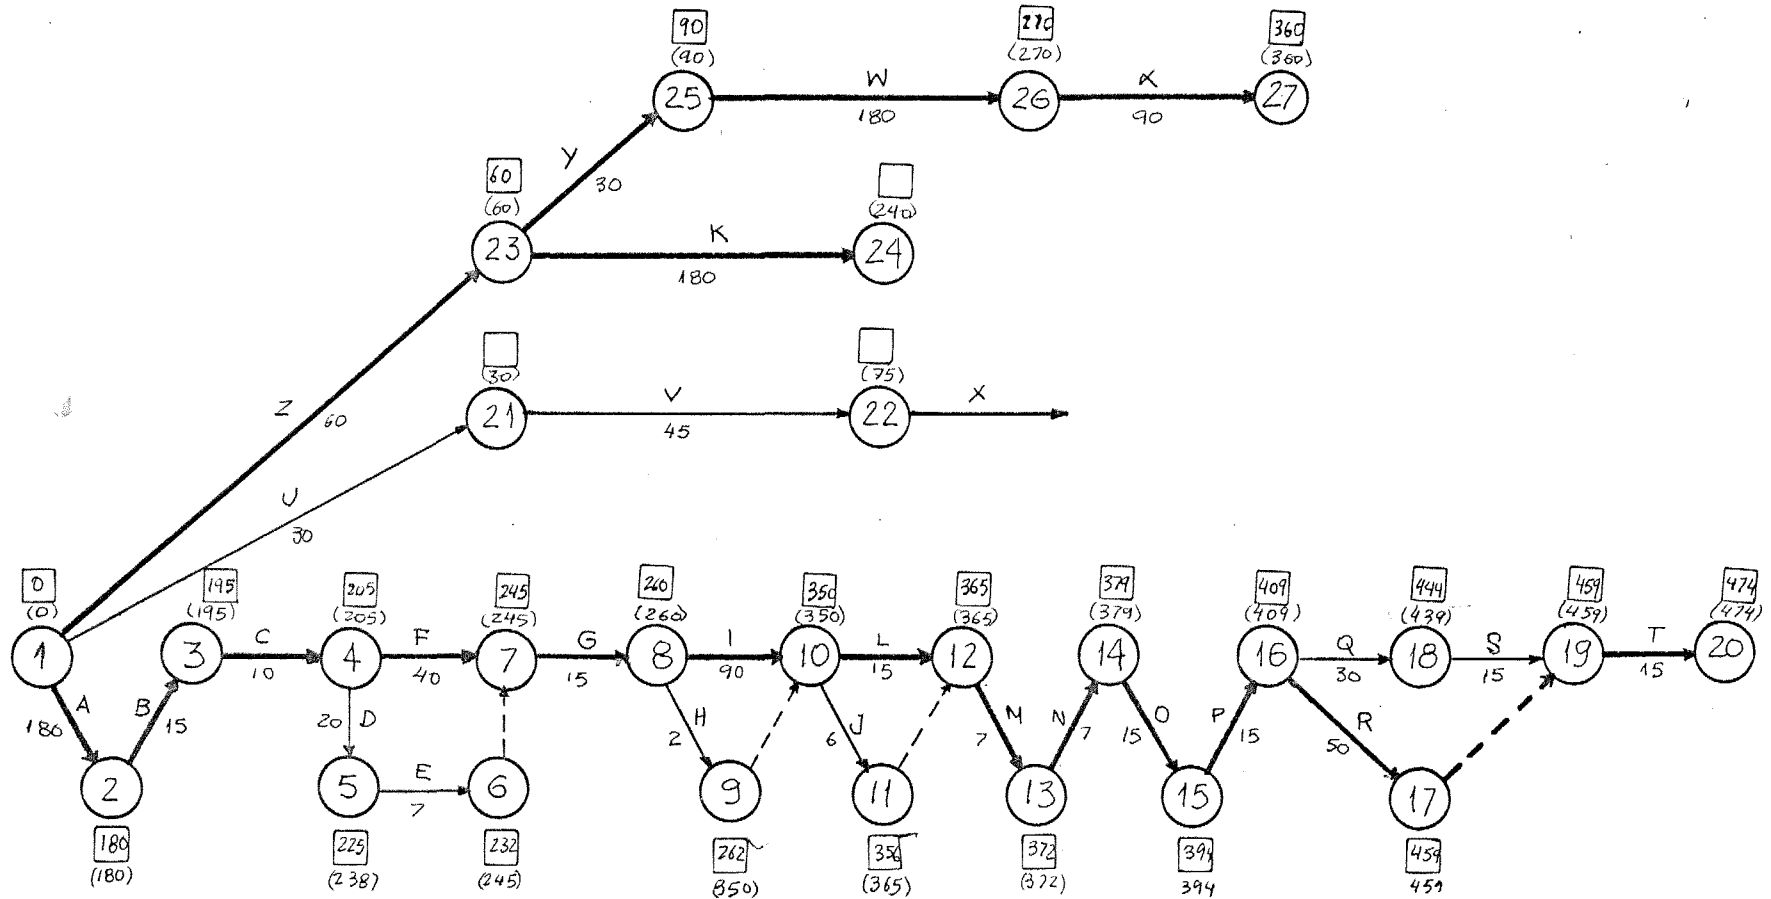 90 270 360
(90) (270) (360)
25 W 26 X 27
180 90
Y
30
60
(60) (240)
23 K 24
180
(30) (75)
21 V 22 X
45
Z
60
U
30
0 195 205 245 260 350 365 379 409 444 459 474
(0) (195) (205) (245) (260) (350) (365) (379) (409) (439) (459) (474)
1 3 C 4 F 7 G 8 I 10 L 12 14 16 Q 18 S 19 T 20
10 40 15 90 15 30 15 15
A B D H J M N O P R
180 15 20 2 6 7 7 15 15 50
2 5 E 6 9 11 13 15 17
7
180 225 232 262 356 372 394 459
(180) (238) (245) (350) (365) (372) 394 459